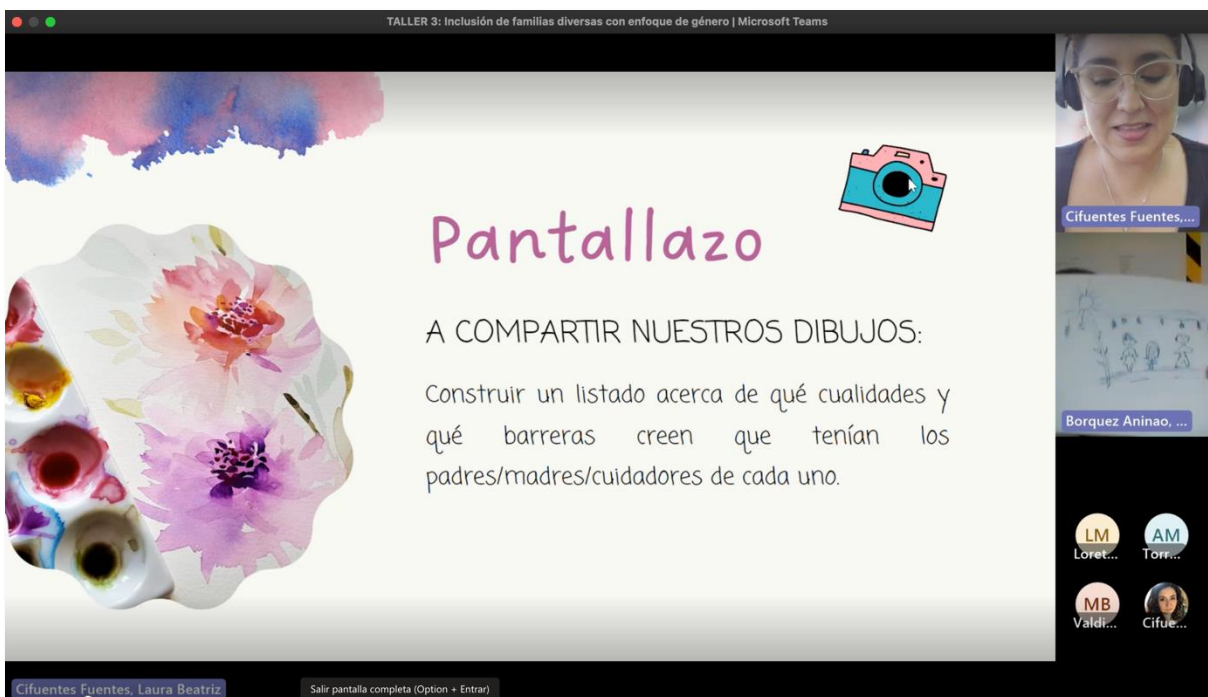 TALLER 3: Inclusión de familias diversas con enfoque de género | Microsoft Teams
Pantallazo
A COMPARTIR NUESTROS DIBUJOS:
Construir un listado acerca de qué cualidades y
qué barreras creen que tenían los
padres/madres/cuidadores de cada uno.
Cifuentes Fuentes,...
Borquez Aninao, ...
LM
AM
Loret...
Torr...
MB
Valdi...
Cifue...
Cifuentes Fuentes, Laura Beatriz
Salir pantalla completa (Option + Entrar)